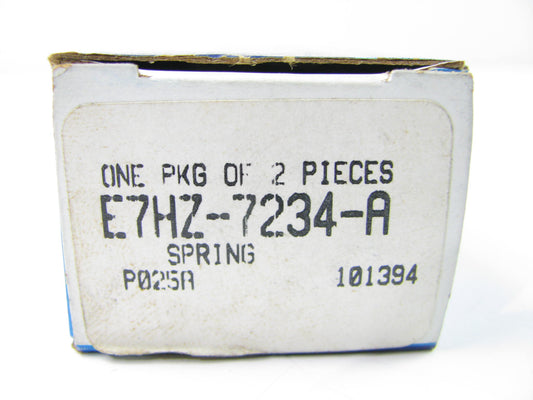 ONE PKG OF 2 PIECES
E7HZ-7234-A
SPRING
P025A 101394